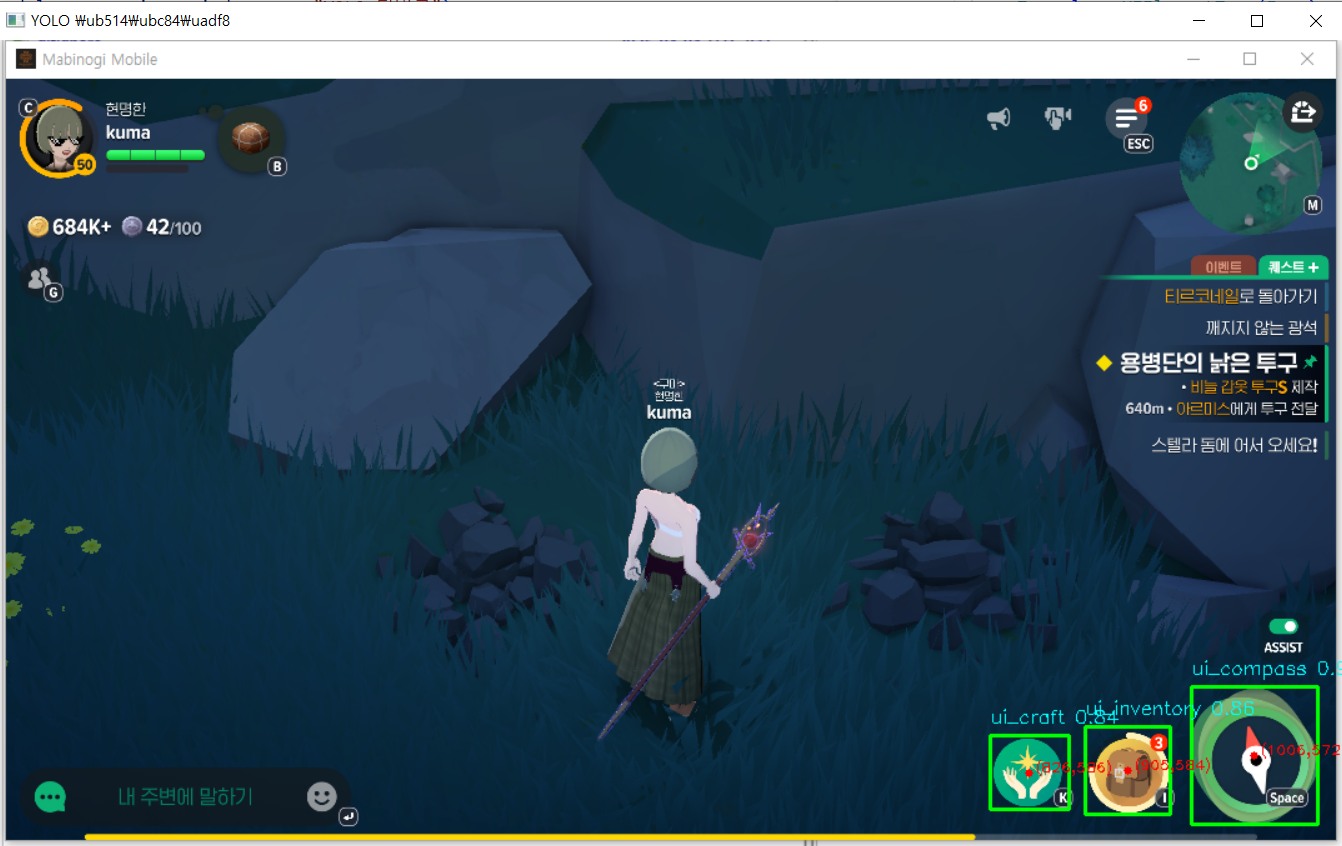 YOLO ₩ub514₩ubc84₩uadf8
Mabinogi Mobile
C
현명한
kuma
50
B
684K+ 42/100
G
6
ESC
M
이벤트 퀘스트 +
티르코네일로 돌아가기
깨지지 않는 광석
용병단의 낡은 투구
• 비늘 갑옷 투구S 제작
640m • 아르미스에게 투구 전달
스텔라 돔에 어서 오세요!
현명한
kuma
ASSIST
ui_compass 0.
ui_craft 0.84
ui_inventory 0.86
3
K
I
Space
내 주변에 말하기